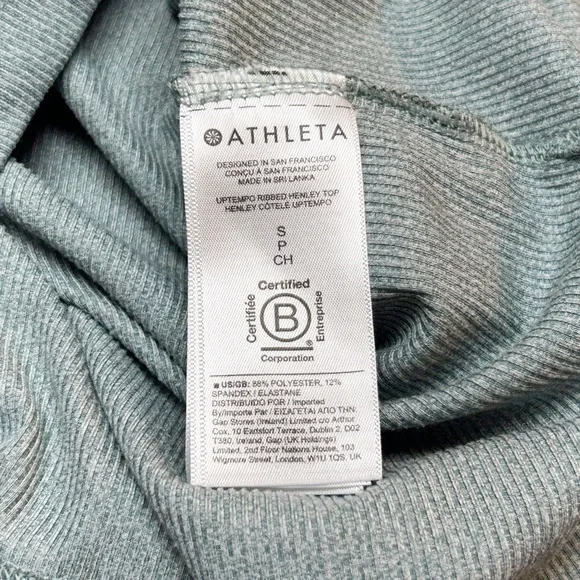 ATHLETA
DESIGNED IN SAN FRANCISCO
CONÇU À SAN FRANCISCO
MADE IN SRI LANKA
UPTEMPO RIBBED HENLEY TOP
HENLEY CÔTELÉ UPTEMPO
S
P
CH
Certified
Certifiée
B
®
Entreprise
Corporation
US/GB: 88% POLYESTER, 12%
SPANDEX / ELASTANE
DISTRIBUIDO POR / Imported
By/Importe Par / ΕΙΣΑΓΕΤΑΙ ΑΠΟ ΤΗΝ:
Gap Stores (Ireland) Limited c/o Arthur
Cox, 10 Earlsfort Terrace, Dublin 2, D02
T380, Ireland, Gap (UK Holdings)
Limited, 2nd Floor Nations House, 103
Wigmore Street, London, W1U 1QS, UK